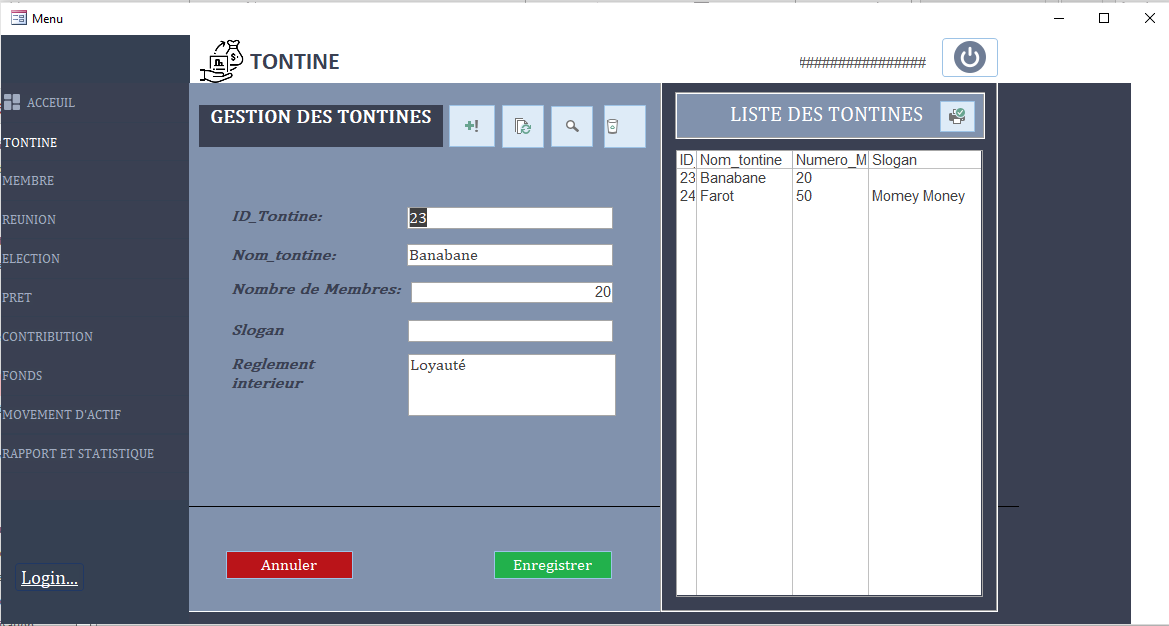 Menu
TONTINE
################
ACCEUIL
TONTINE
MEMBRE
REUNION
ELECTION
PRET
CONTRIBUTION
FONDS
MOVEMENT D'ACTIF
RAPPORT ET STATISTIQUE
Login...
GESTION DES TONTINES
+!
ID_Tontine: 23
Nom_tontine: Banabane
Nombre de Membres: 20
Slogan
Reglement
interieur
Loyauté
Annuler
Enregistrer
LISTE DES TONTINES
ID Nom_tontine Numero_M Slogan
23 Banabane 20
24 Farot 50 Momey Money